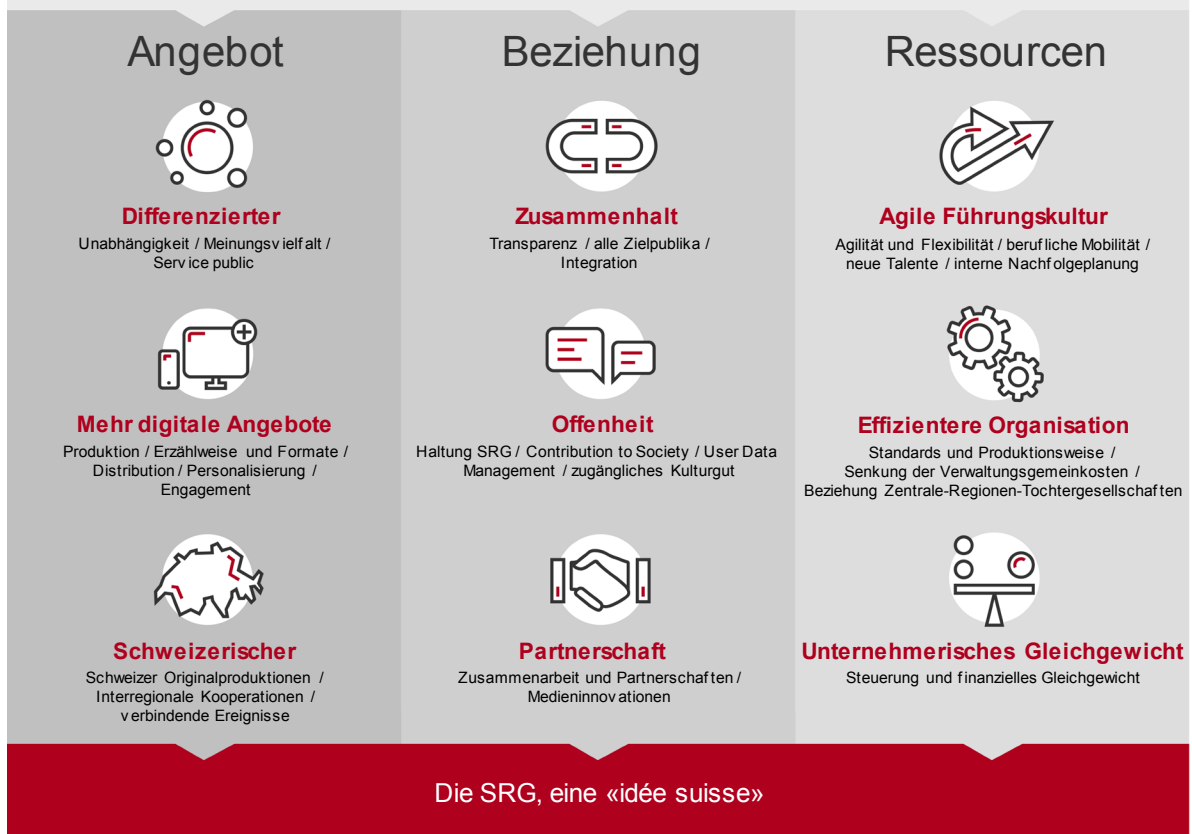 Angebot
Differenzierter
Unabhängigkeit / Meinungsvielfalt /
Service public
Mehr digitale Angebote
Produktion / Erzählweise und Formate /
Distribution / Personalisierung /
Engagement
Schweizerischer
Schweizer Originalproduktionen /
Interregionale Kooperationen /
verbindende Ereignisse
Beziehung
Zusammenhalt
Transparenz / alle Zielpublika /
Integration
Offenheit
Haltung SRG / Contribution to Society / User Data
Management / zugängliches Kulturgut
Partnerschaft
Zusammenarbeit und Partnerschaften /
Medieninnovationen
Ressourcen
Agile Führungskultur
Agilität und Flexibilität / berufliche Mobilität /
neue Talente / interne Nachfolgeplanung
Effizientere Organisation
Standards und Produktionsweise /
Senkung der Verwaltungsgemeinkosten /
Beziehung Zentrale-Regionen-Tochtergesellschaften
Unternehmerisches Gleichgewicht
Steuerung und finanzielles Gleichgewicht
Die SRG, eine «idée suisse»